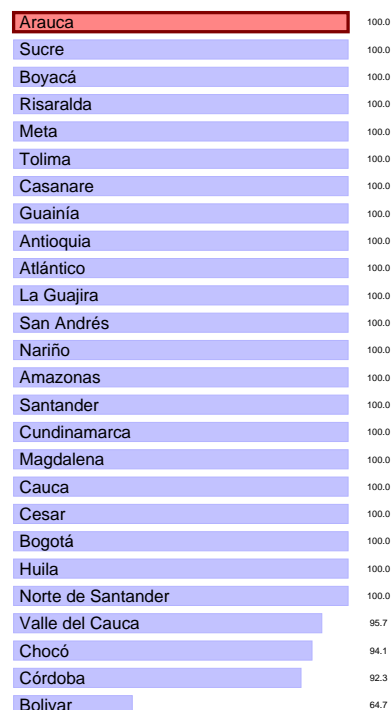 Arauca 100.0
Sucre 100.0
Boyacá 100.0
Risaralda 100.0
Meta 100.0
Tolima 100.0
Casanare 100.0
Guainía 100.0
Antioquia 100.0
Atlántico 100.0
La Guajira 100.0
San Andrés 100.0
Nariño 100.0
Amazonas 100.0
Santander 100.0
Cundinamarca 100.0
Magdalena 100.0
Cauca 100.0
Cesar 100.0
Bogotá 100.0
Huila 100.0
Norte de Santander 100.0
Valle del Cauca 95.7
Chocó 94.1
Córdoba 92.3
Bolivar 64.7